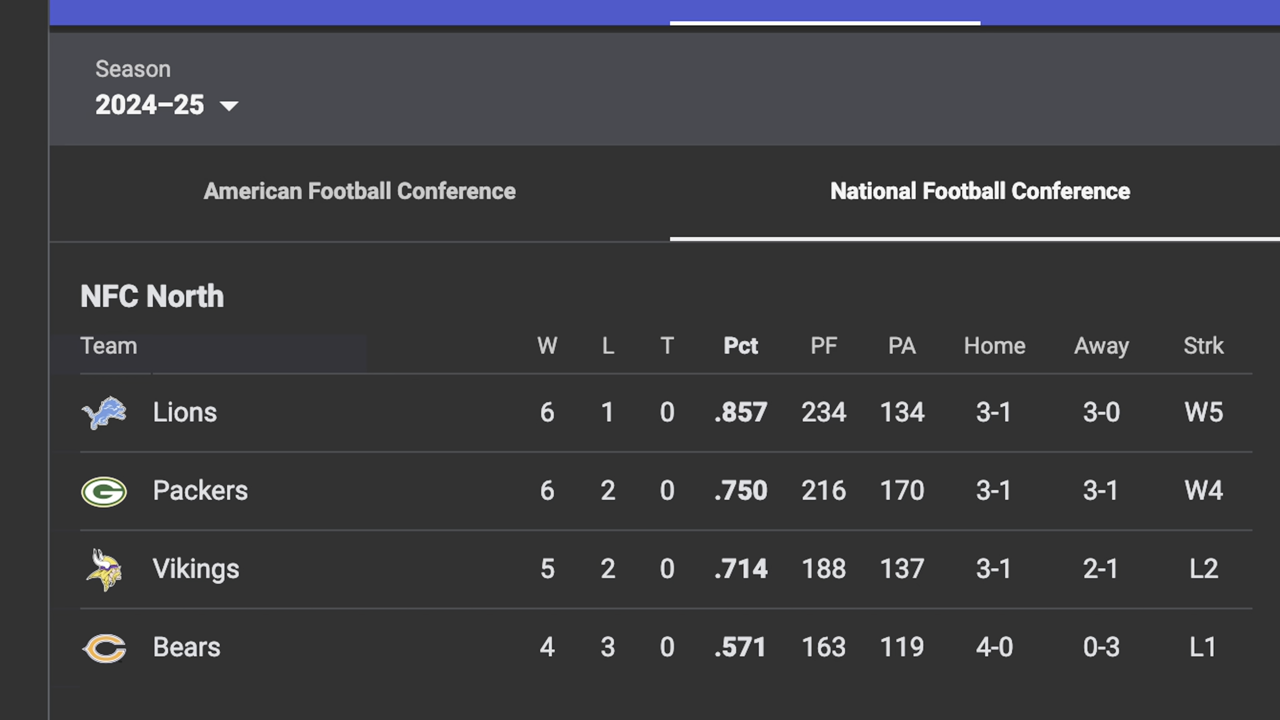 Season
2024–25
American Football Conference National Football Conference
NFC North
Team W L T Pct PF PA Home Away Strk
Lions 6 1 0 .857 234 134 3-1 3-0 W5
Packers 6 2 0 .750 216 170 3-1 3-1 W4
Vikings 5 2 0 .714 188 137 3-1 2-1 L2
Bears 4 3 0 .571 163 119 4-0 0-3 L1